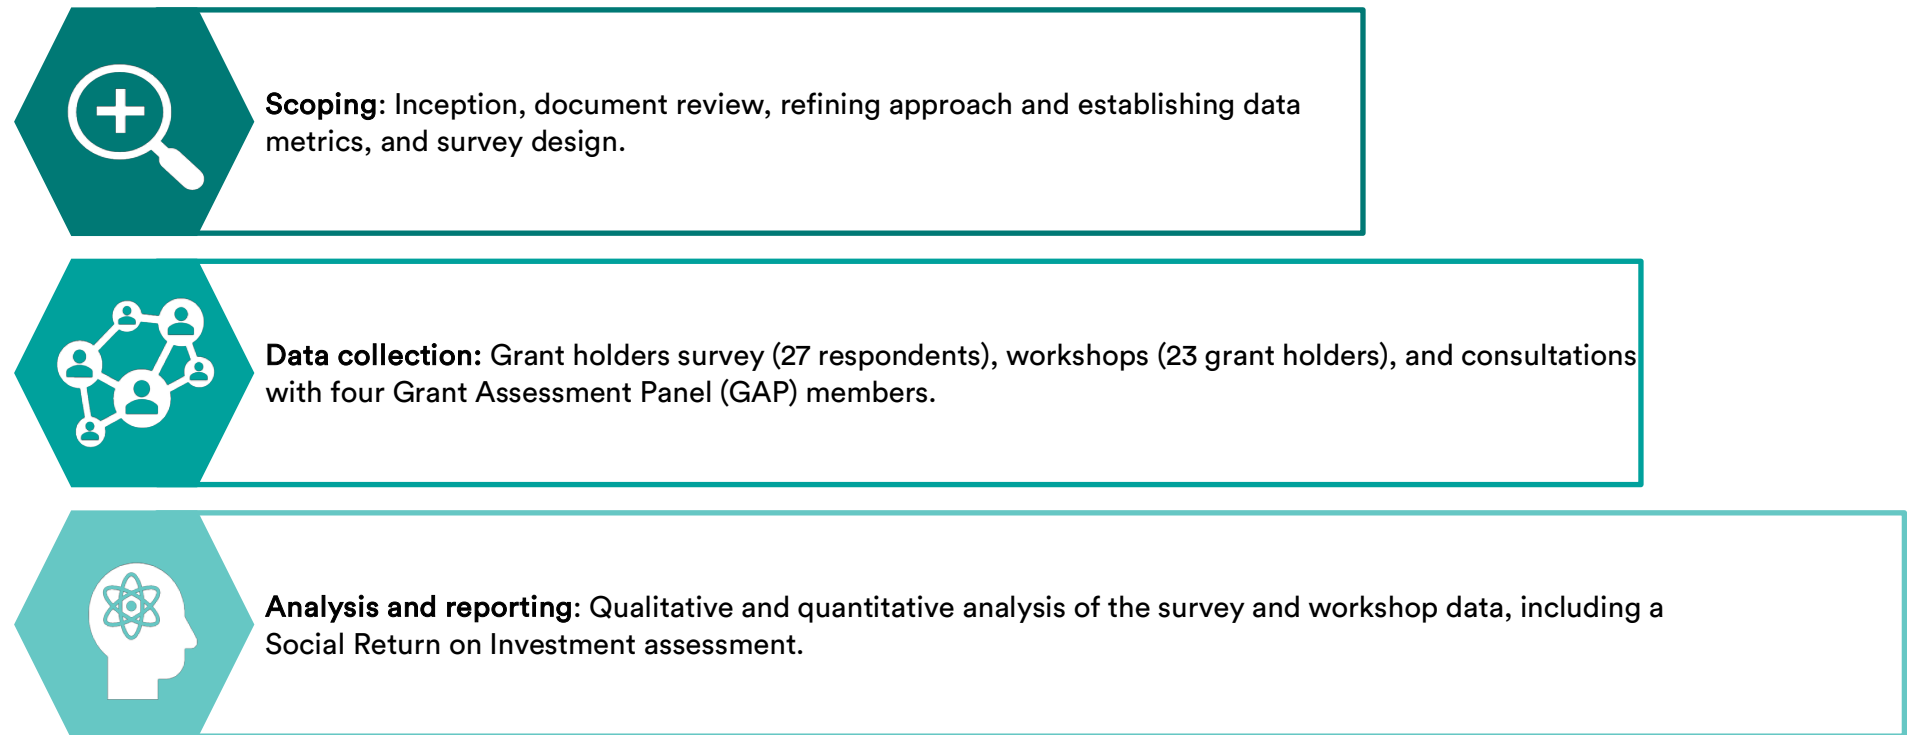 Scoping: Inception, document review, refining approach and establishing data
metrics, and survey design.
Data collection: Grant holders survey (27 respondents), workshops (23 grant holders), and consultations
with four Grant Assessment Panel (GAP) members.
Analysis and reporting: Qualitative and quantitative analysis of the survey and workshop data, including a
Social Return on Investment assessment.